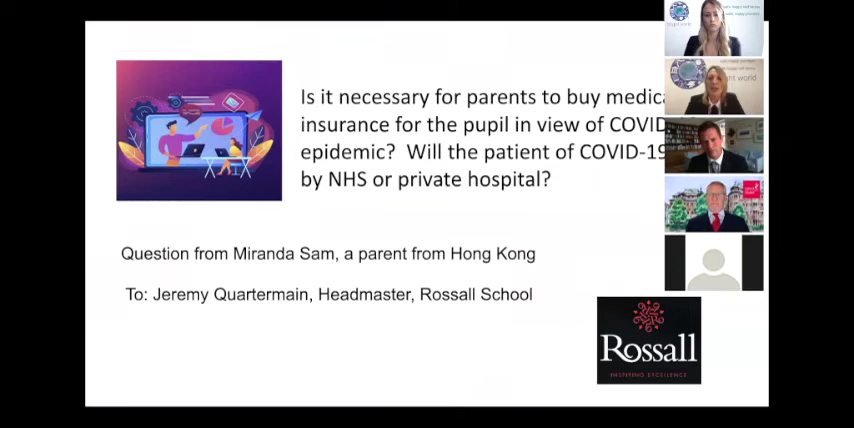 Is it necessary for parents to buy medica
insurance for the pupil in view of COVID
epidemic? Will the patient of COVID-19
by NHS or private hospital?
Question from Miranda Sam, a parent from Hong Kong
To: Jeremy Quartermain, Headmaster, Rossall School
Rossall
INSPIRING EXCELLENCE